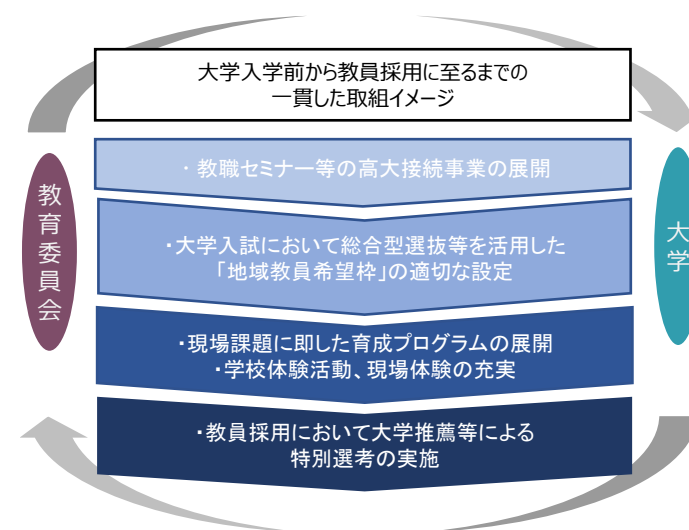 大学入学前から教員採用に至るまでの
一貫した取組イメージ
教育委員会
・教職セミナー等の高大接続事業の展開
・大学入試において総合型選抜等を活用した
「地域教員希望枠」の適切な設定
大学
・現場課題に即した育成プログラムの展開
・学校体験活動、現場体験の充実
・教員採用において大学推薦等による
特別選考の実施